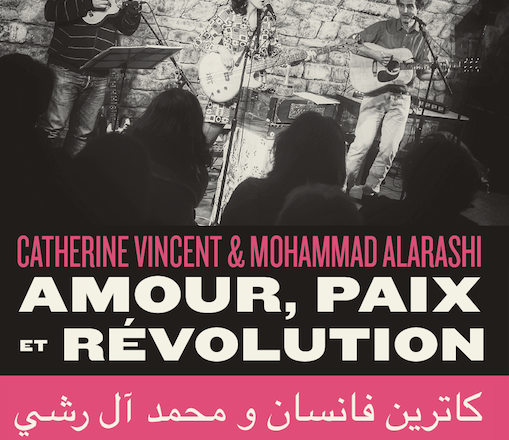 CATHERINE VINCENT & MOHAMMAD ALARASHI
AMOUR, PAIX
ET RÉVOLUTION
كاترين فانسان و محمد آل رشي